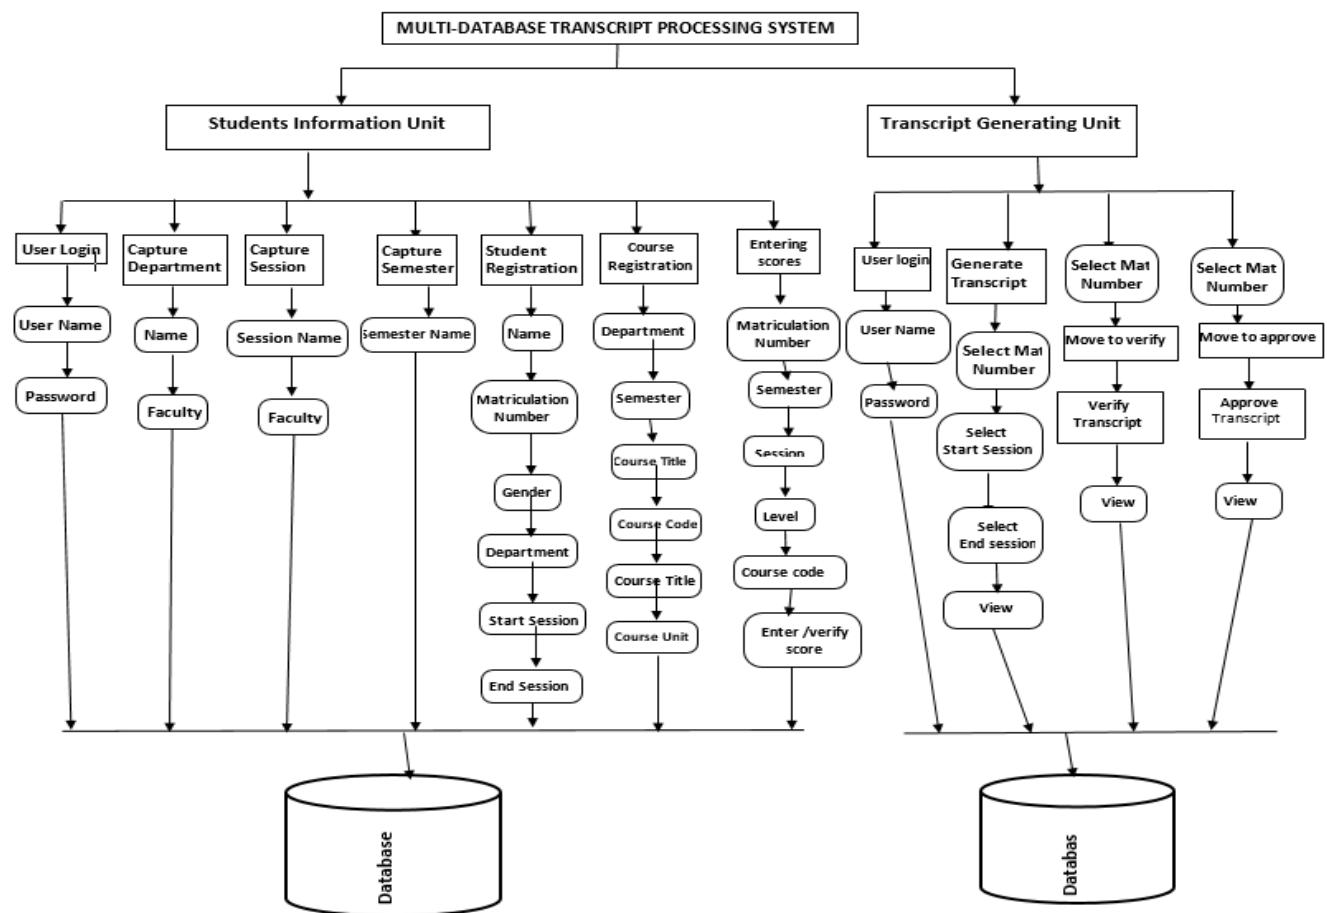 MULTI-DATABASE TRANSCRIPT PROCESSING SYSTEM
Students Information Unit
Transcript Generating Unit
User Login
Capture
Department
Capture
Session
Capture
Semester
Student
Registration
Course
Registration
Entering
scores
User login
Generate
Transcript
Select Mat
Number
Select Mat
Number
User Name
Name
Session Name
Semester Name
Name
Department
Matriculation
Number
User Name
Select Mat
Number
Move to verify
Move to approve
Password
Faculty
Faculty
Matriculation
Number
Semester
Semester
Password
Select
Start Session
Verify
Transcript
Approve
Transcript
Gender
Course Title
Session
Level
Select
End session
View
View
Department
Course Code
Course code
Start Session
Course Title
Enter /verify
score
View
End Session
Course Unit
Database
Databas